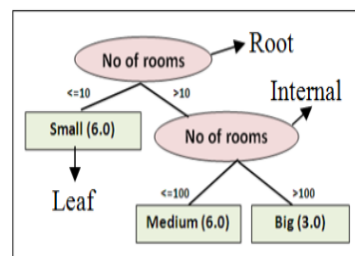 Root
No of rooms
<=10
>10
Internal
Small (6.0)
No of rooms
Leaf
<=100
>100
Medium (6.0)
Big (3.0)